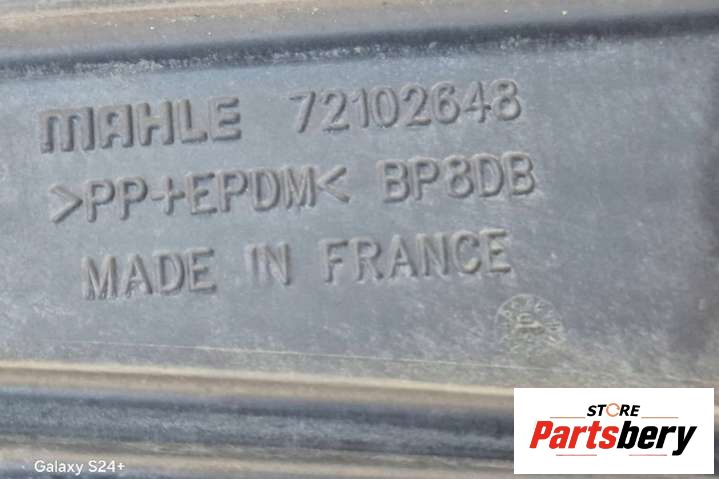 MAHLE 72102648
>PP+EPDM< BP8DB
MADE IN FRANCE
Galaxy S24+
STORE
Partsbery